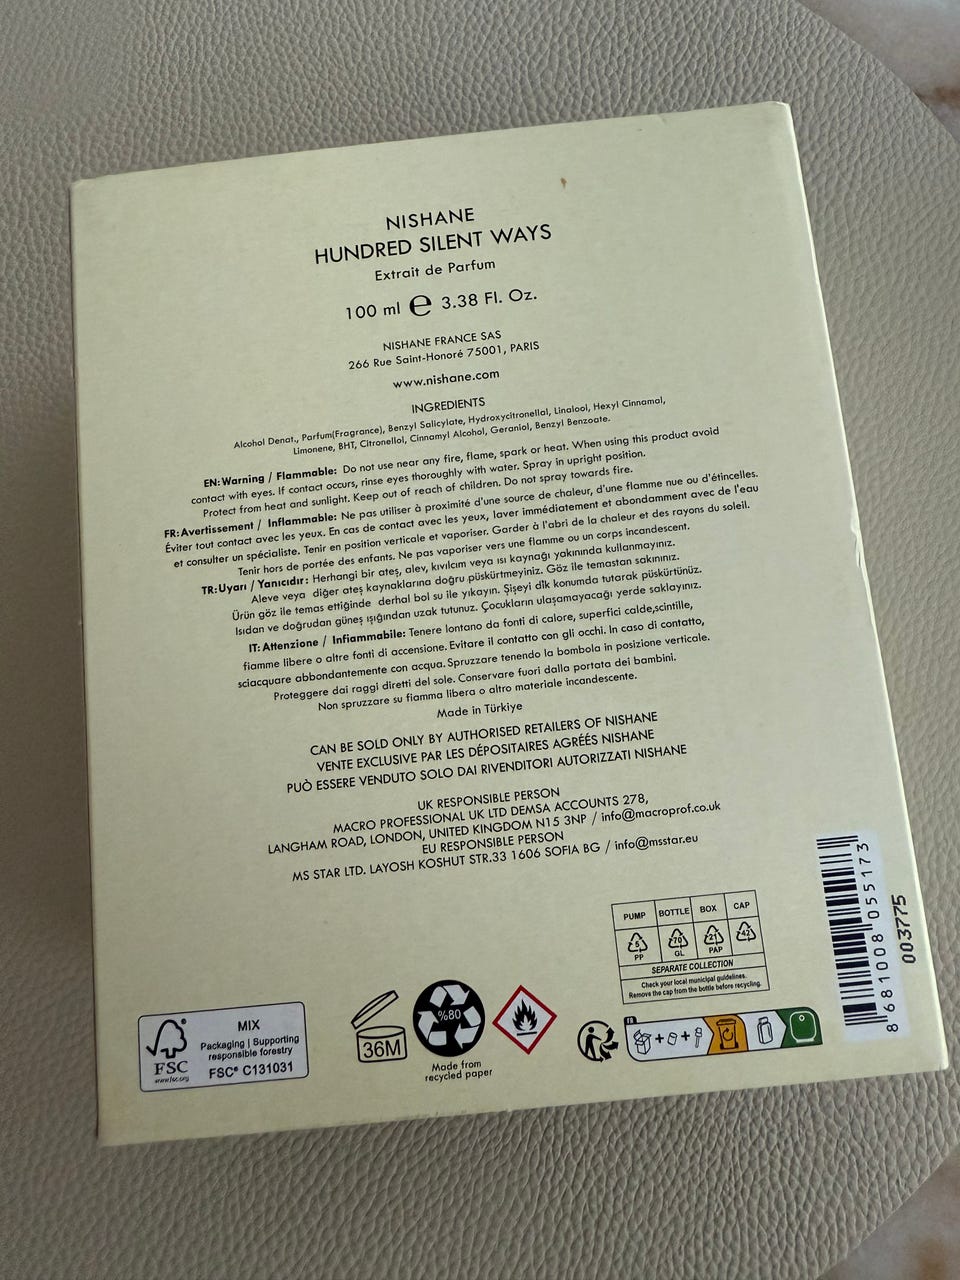 NISHANE
HUNDRED SILENT WAYS
Extrait de Parfum
100 ml ℮ 3.38 Fl. Oz.
NISHANE FRANCE SAS
266 Rue Saint-Honoré 75001, PARIS
www.nishane.com
INGREDIENTS
Alcohol Denat., Parfum(Fragrance), Benzyl Salicylate, Hydroxycitronellal, Linalool, Hexyl Cinnamal,
Limonene, BHT, Citronellol, Cinnamyl Alcohol, Geraniol, Benzyl Benzoate.
EN:Warning / Flammable: Do not use near any fire, flame, spark or heat. When using this product avoid
contact with eyes. If contact occurs, rinse eyes thoroughly with water. Spray in upright position.
Protect from heat and sunlight. Keep out of reach of children. Do not spray towards fire.
FR:Avertissement / Inflammable: Ne pas utiliser à proximité d'une source de chaleur, d'une flamme nue ou d'étincelles.
Éviter tout contact avec les yeux. En cas de contact avec les yeux, laver immédiatement et abondamment avec de l'eau
et consulter un spécialiste. Tenir en position verticale et vaporiser. Garder à l'abri de la chaleur et des rayons du soleil.
Tenir hors de portée des enfants. Ne pas vaporiser vers une flamme ou un corps incandescent.
TR:Uyarı / Yanıcıdır: Herhangi bir ateş, alev, kıvılcım veya ısı kaynağı yakınında kullanmayınız.
Aleve veya diğer ateş kaynaklarına doğru püskürtmeyiniz. Göz ile temastan sakınınız.
Ürün göz ile temas ettiğinde derhal bol su ile yıkayın. Şişeyi dik konumda tutarak püskürtünüz.
Isıdan ve doğrudan güneş ışığından uzak tutunuz. Çocukların ulaşamayacağı yerde saklayınız.
IT: Attenzione / Infiammabile: Tenere lontano da fonti di calore, superfici calde,scintille,
fiamme libere o altre fonti di accensione. Evitare il contatto con gli occhi. In caso di contatto,
sciacquare abbondantemente con acqua. Spruzzare tenendo la bombola in posizione verticale.
Proteggere dai raggi diretti del sole. Conservare fuori dalla portata dei bambini.
Non spruzzare su fiamma libera o altro materiale incandescente.
Made in Türkiye
CAN BE SOLD ONLY BY AUTHORISED RETAILERS OF NISHANE
VENTE EXCLUSIVE PAR LES DÉPOSITAIRES AGRÉÉS NISHANE
PUÒ ESSERE VENDUTO SOLO DAI RIVENDITORI AUTORIZZATI NISHANE
UK RESPONSIBLE PERSON
MACRO PROFESSIONAL UK LTD DEMSA ACCOUNTS 278,
LANGHAM ROAD, LONDON, UNITED KINGDOM N15 3NP / info@macroprof.co.uk
EU RESPONSIBLE PERSON
MS STAR LTD. LAYOSH KOSHUT STR.33 1606 SOFIA BG / info@msstar.eu
PUMP BOTTLE BOX CAP
5 70 21 42
PP GL PAP
SEPARATE COLLECTION
Check your local municipal guidelines.
Remove the cap from the bottle before recycling.
8 681008 055173
003775
FSC
www.fsc.org
MIX
Packaging | Supporting
responsible forestry
FSC® C131031
36M
%80
Made from
recycled paper
FR